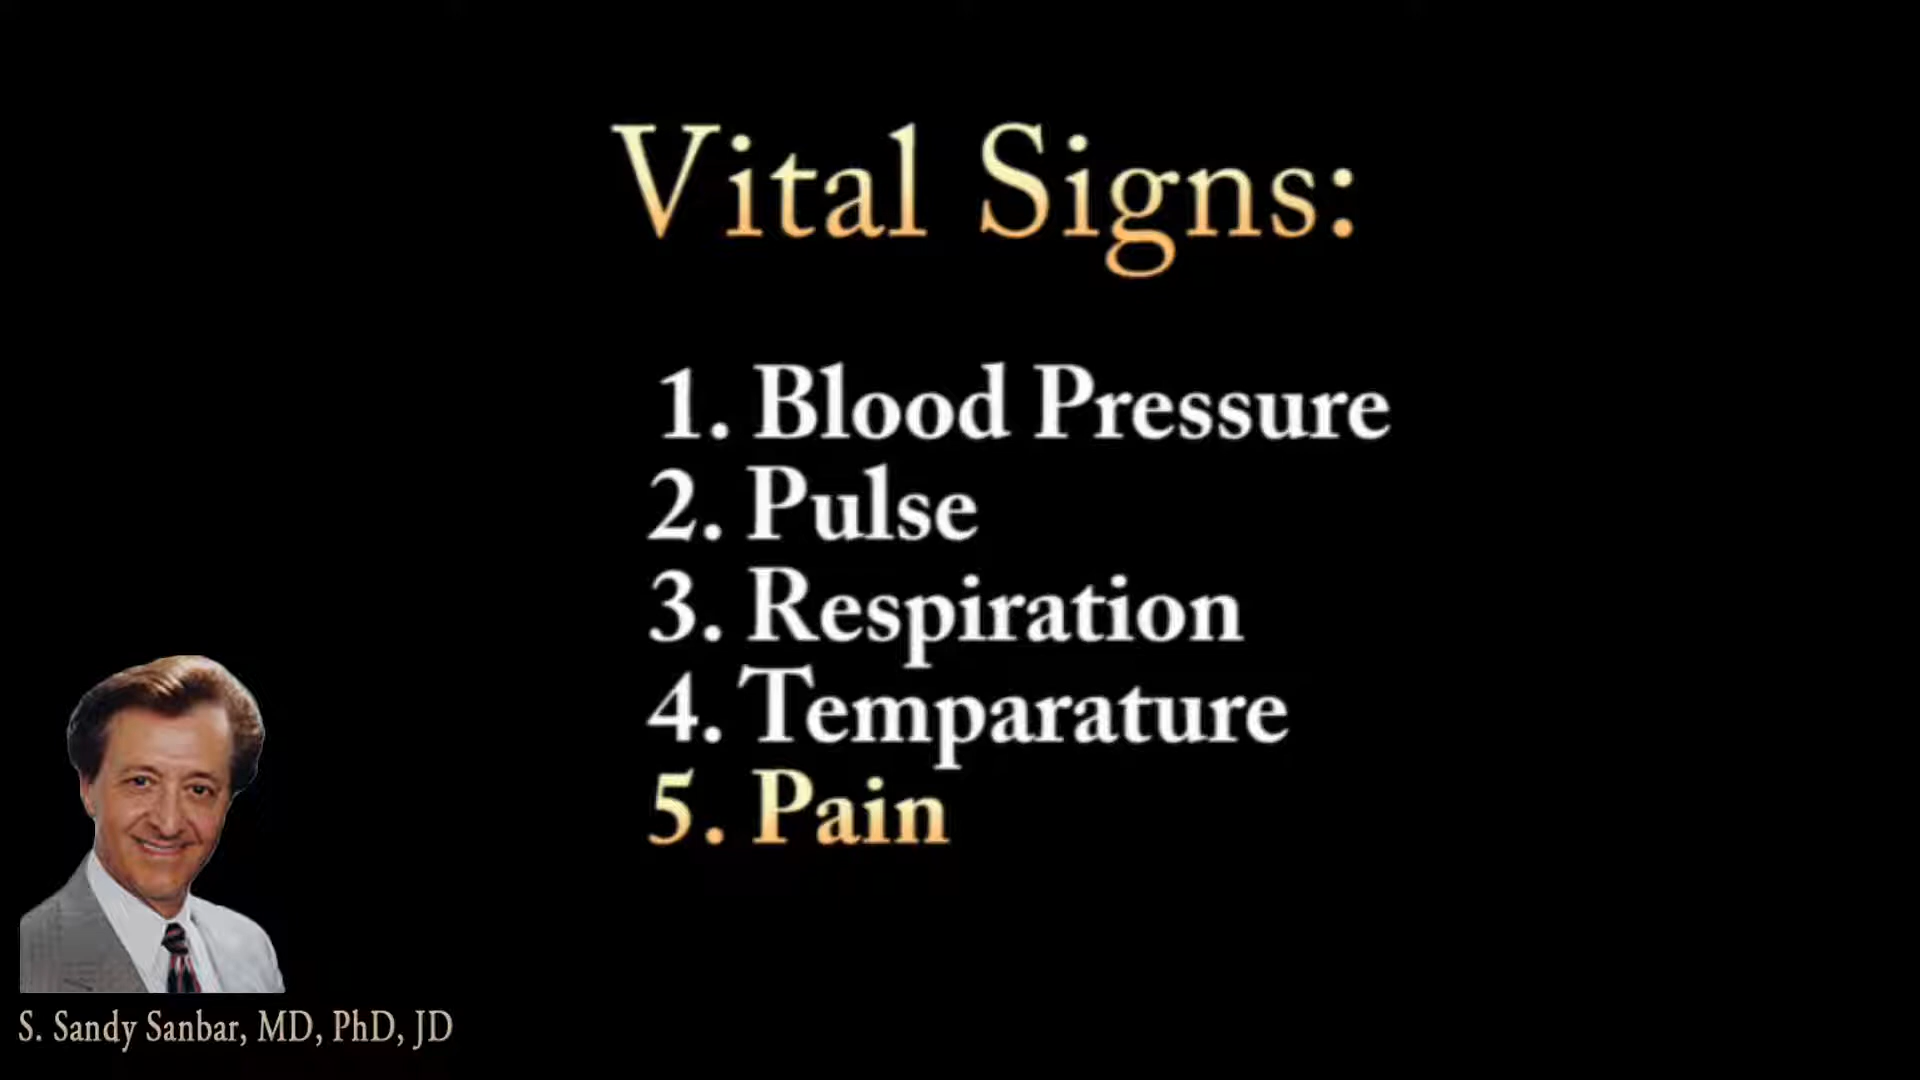 Vital Signs:
1. Blood Pressure
2. Pulse
3. Respiration
4. Temparature
5. Pain
S. Sandy Sanbar, MD, PhD, JD